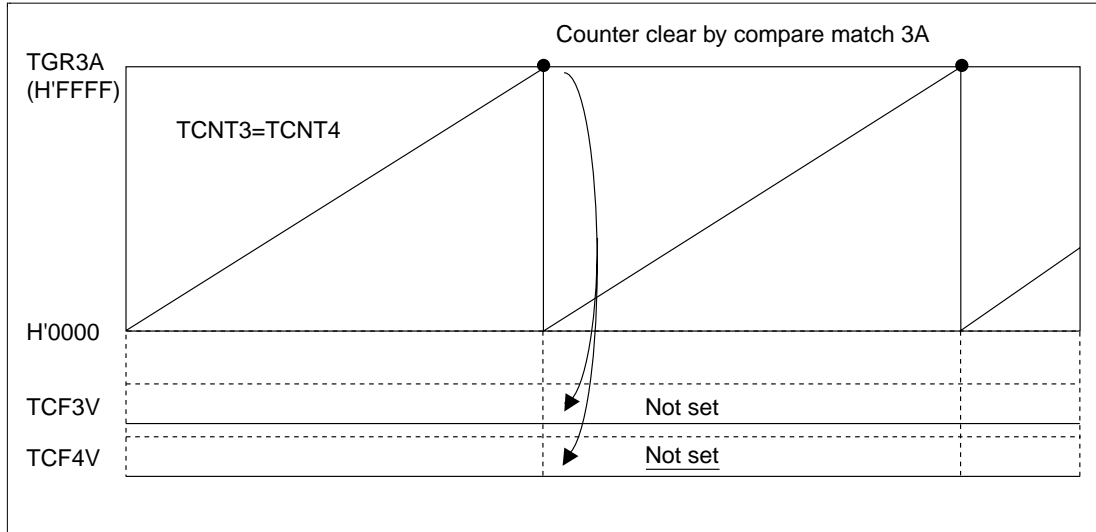 Counter clear by compare match 3A
TGR3A
(H'FFFF)
TCNT3=TCNT4
H'0000
TCF3V
Not set
TCF4V
Not set